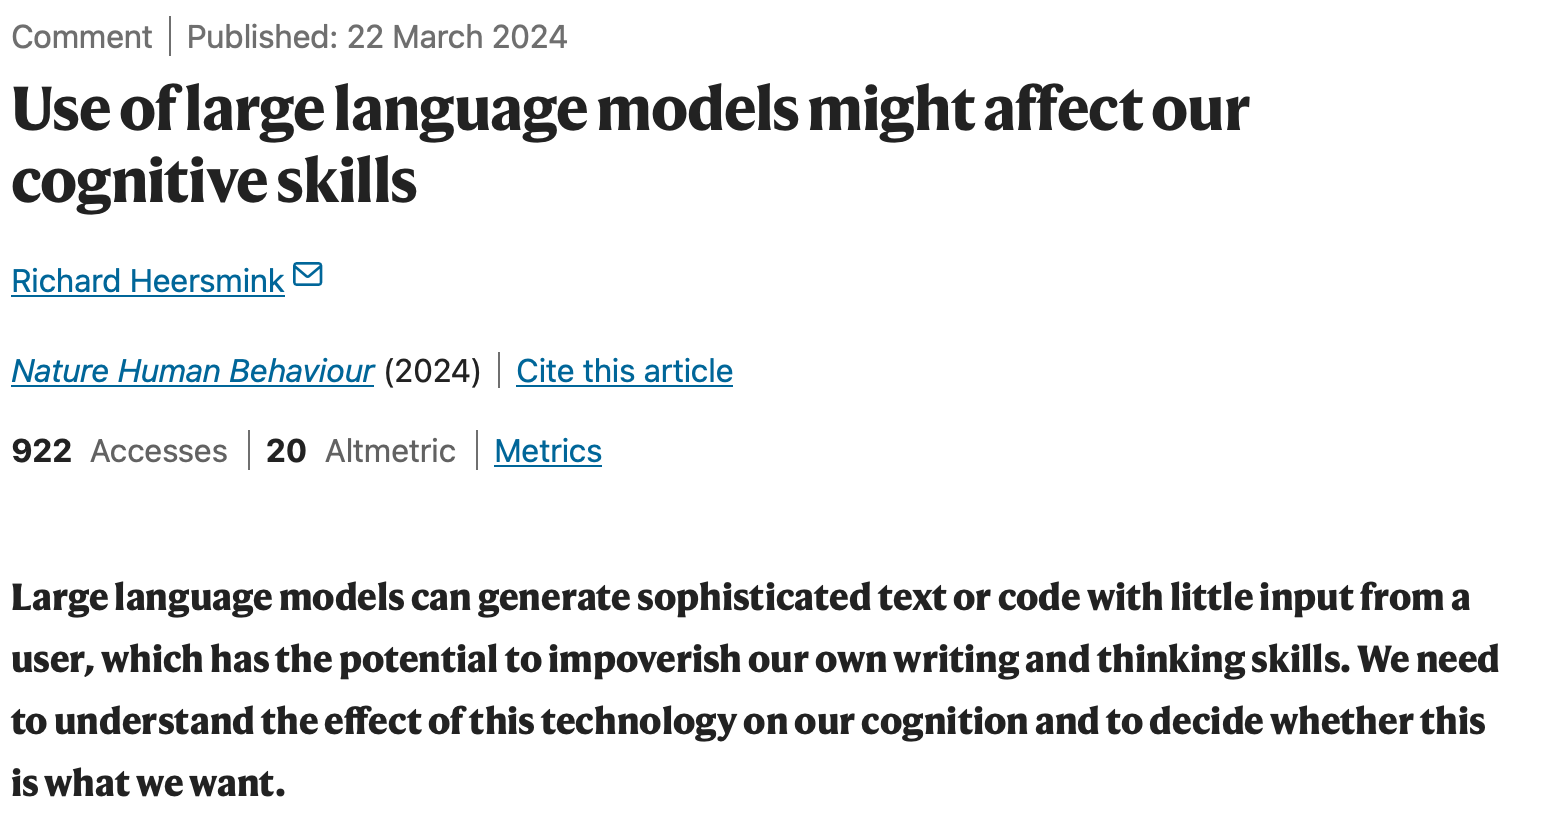 Comment | Published: 22 March 2024
Use of large language models might affect our
cognitive skills
Richard Heersmink
Nature Human Behaviour (2024) | Cite this article
922 Accesses | 20 Altmetric | Metrics
Large language models can generate sophisticated text or code with little input from a
user, which has the potential to impoverish our own writing and thinking skills. We need
to understand the effect of this technology on our cognition and to decide whether this
is what we want.